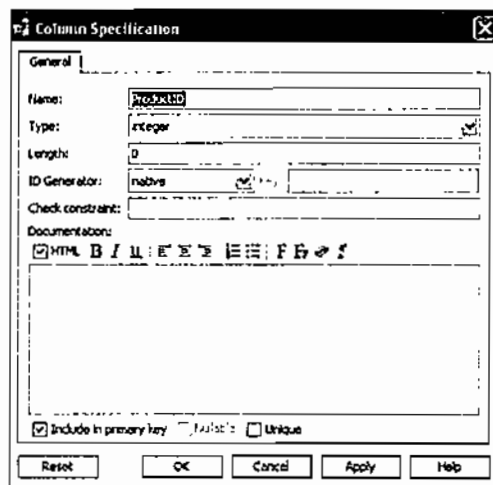 Column Specification
General
Name: ProductID
Type: integer
Length: 0
ID Generator: native
Check constraint:
Documentation:
HTML B I U F
Include in primary key Nullable Unique
Reset OK Cancel Apply Help